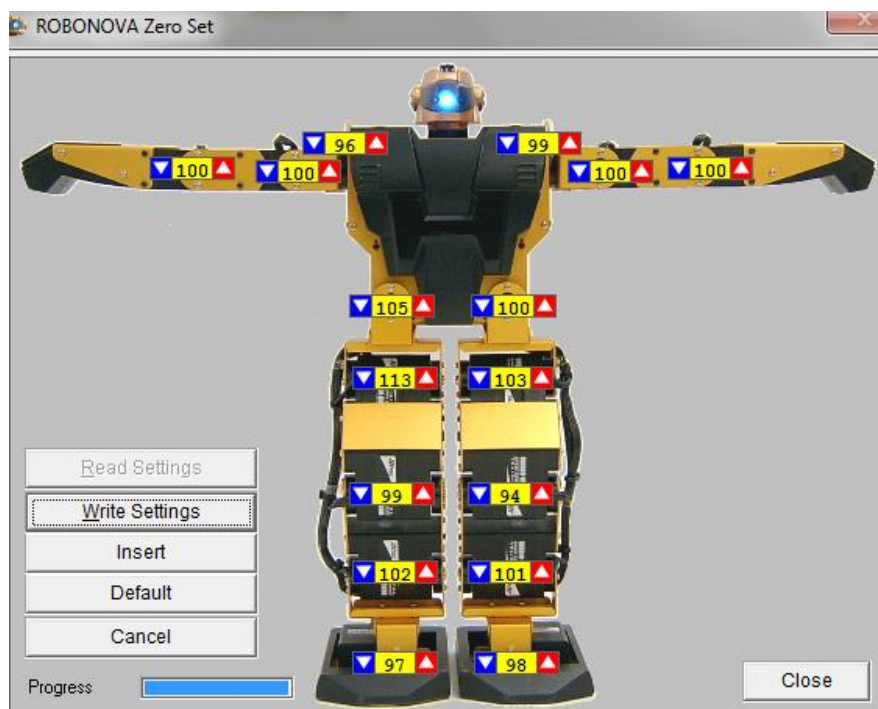 ROBONOVA Zero Set
96 99
100 100 100 100
105 100
113 103
99 94
102 101
97 98
Read Settings
Write Settings
Insert
Default
Cancel
Progress
Close